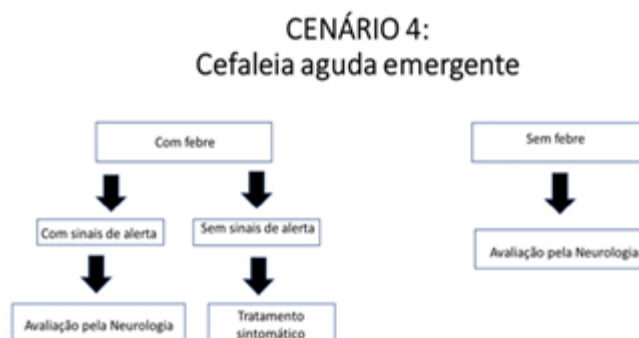 CENÁRIO 4:
Cefaleia aguda emergente
Com febre
Sem febre
Com sinais de alerta
Sem sinais de alerta
Avaliação pela Neurologia
Avaliação pela Neurologia
Tratamento
sintomático